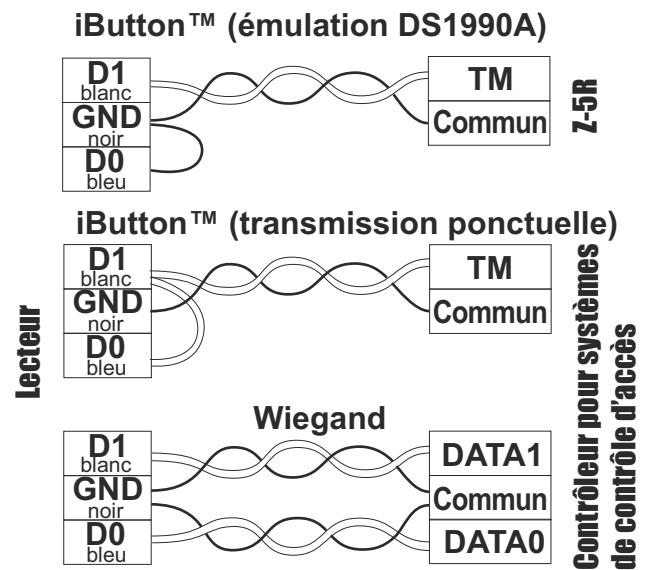 iButton™ (émulation DS1990A)
D1
blanc
GND
noir
D0
bleu
TM
Commun
Z-5R
iButton™ (transmission ponctuelle)
D1
blanc
GND
noir
D0
bleu
TM
Commun
Lecteur
Contrôleur pour systèmes
de contrôle d'accès
Wiegand
D1
blanc
GND
noir
D0
bleu
DATA1
Commun
DATA0